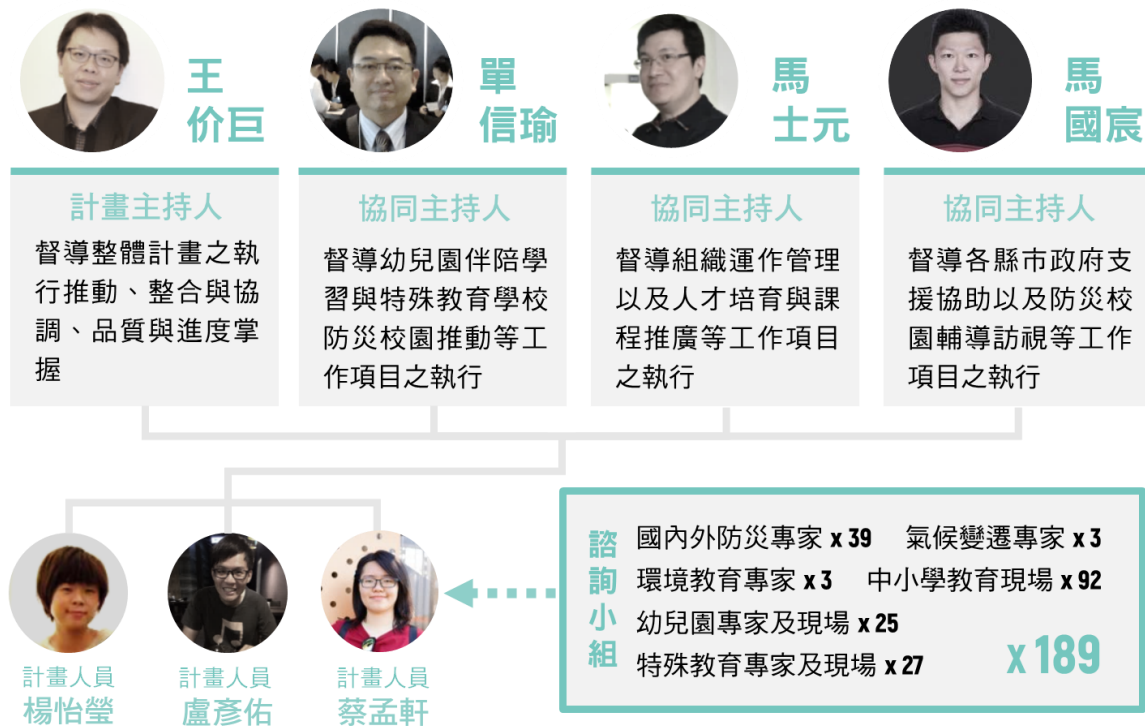 王
价巨
計畫主持人
督導整體計畫之執
行推動、整合與協
調、品質與進度掌
握
單
信瑜
協同主持人
督導幼兒園伴陪學
習與特殊教育學校
防災校園推動等工
作項目之執行
馬
士元
協同主持人
督導組織運作管理
以及人才培育與課
程推廣等工作項目
之執行
馬
國宸
協同主持人
督導各縣市政府支
援協助以及防災校
園輔導訪視等工作
項目之執行
計畫人員
楊怡瑩
計畫人員
盧彥佑
計畫人員
蔡孟軒
諮詢小組
國內外防災專家 x 39 氣候變遷專家 x 3
環境教育專家 x 3 中小學教育現場 x 92
幼兒園專家及現場 x 25
特殊教育專家及現場 x 27
x 189